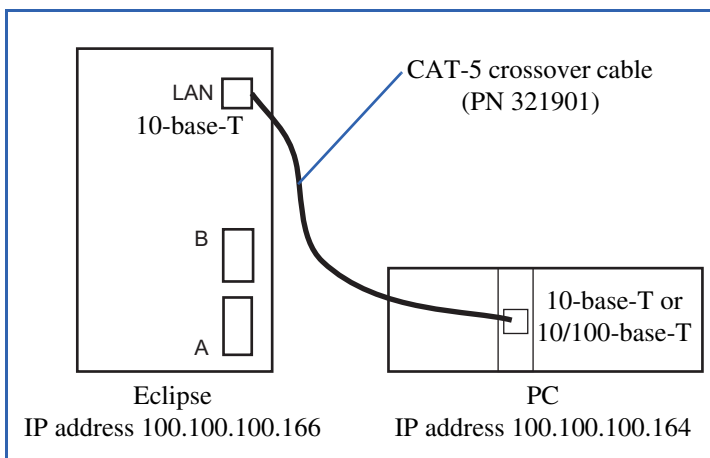 CAT-5 crossover cable
(PN 321901)
LAN
10-base-T
B
A
10-base-T or
10/100-base-T
Eclipse
IP address 100.100.100.166
PC
IP address 100.100.100.164